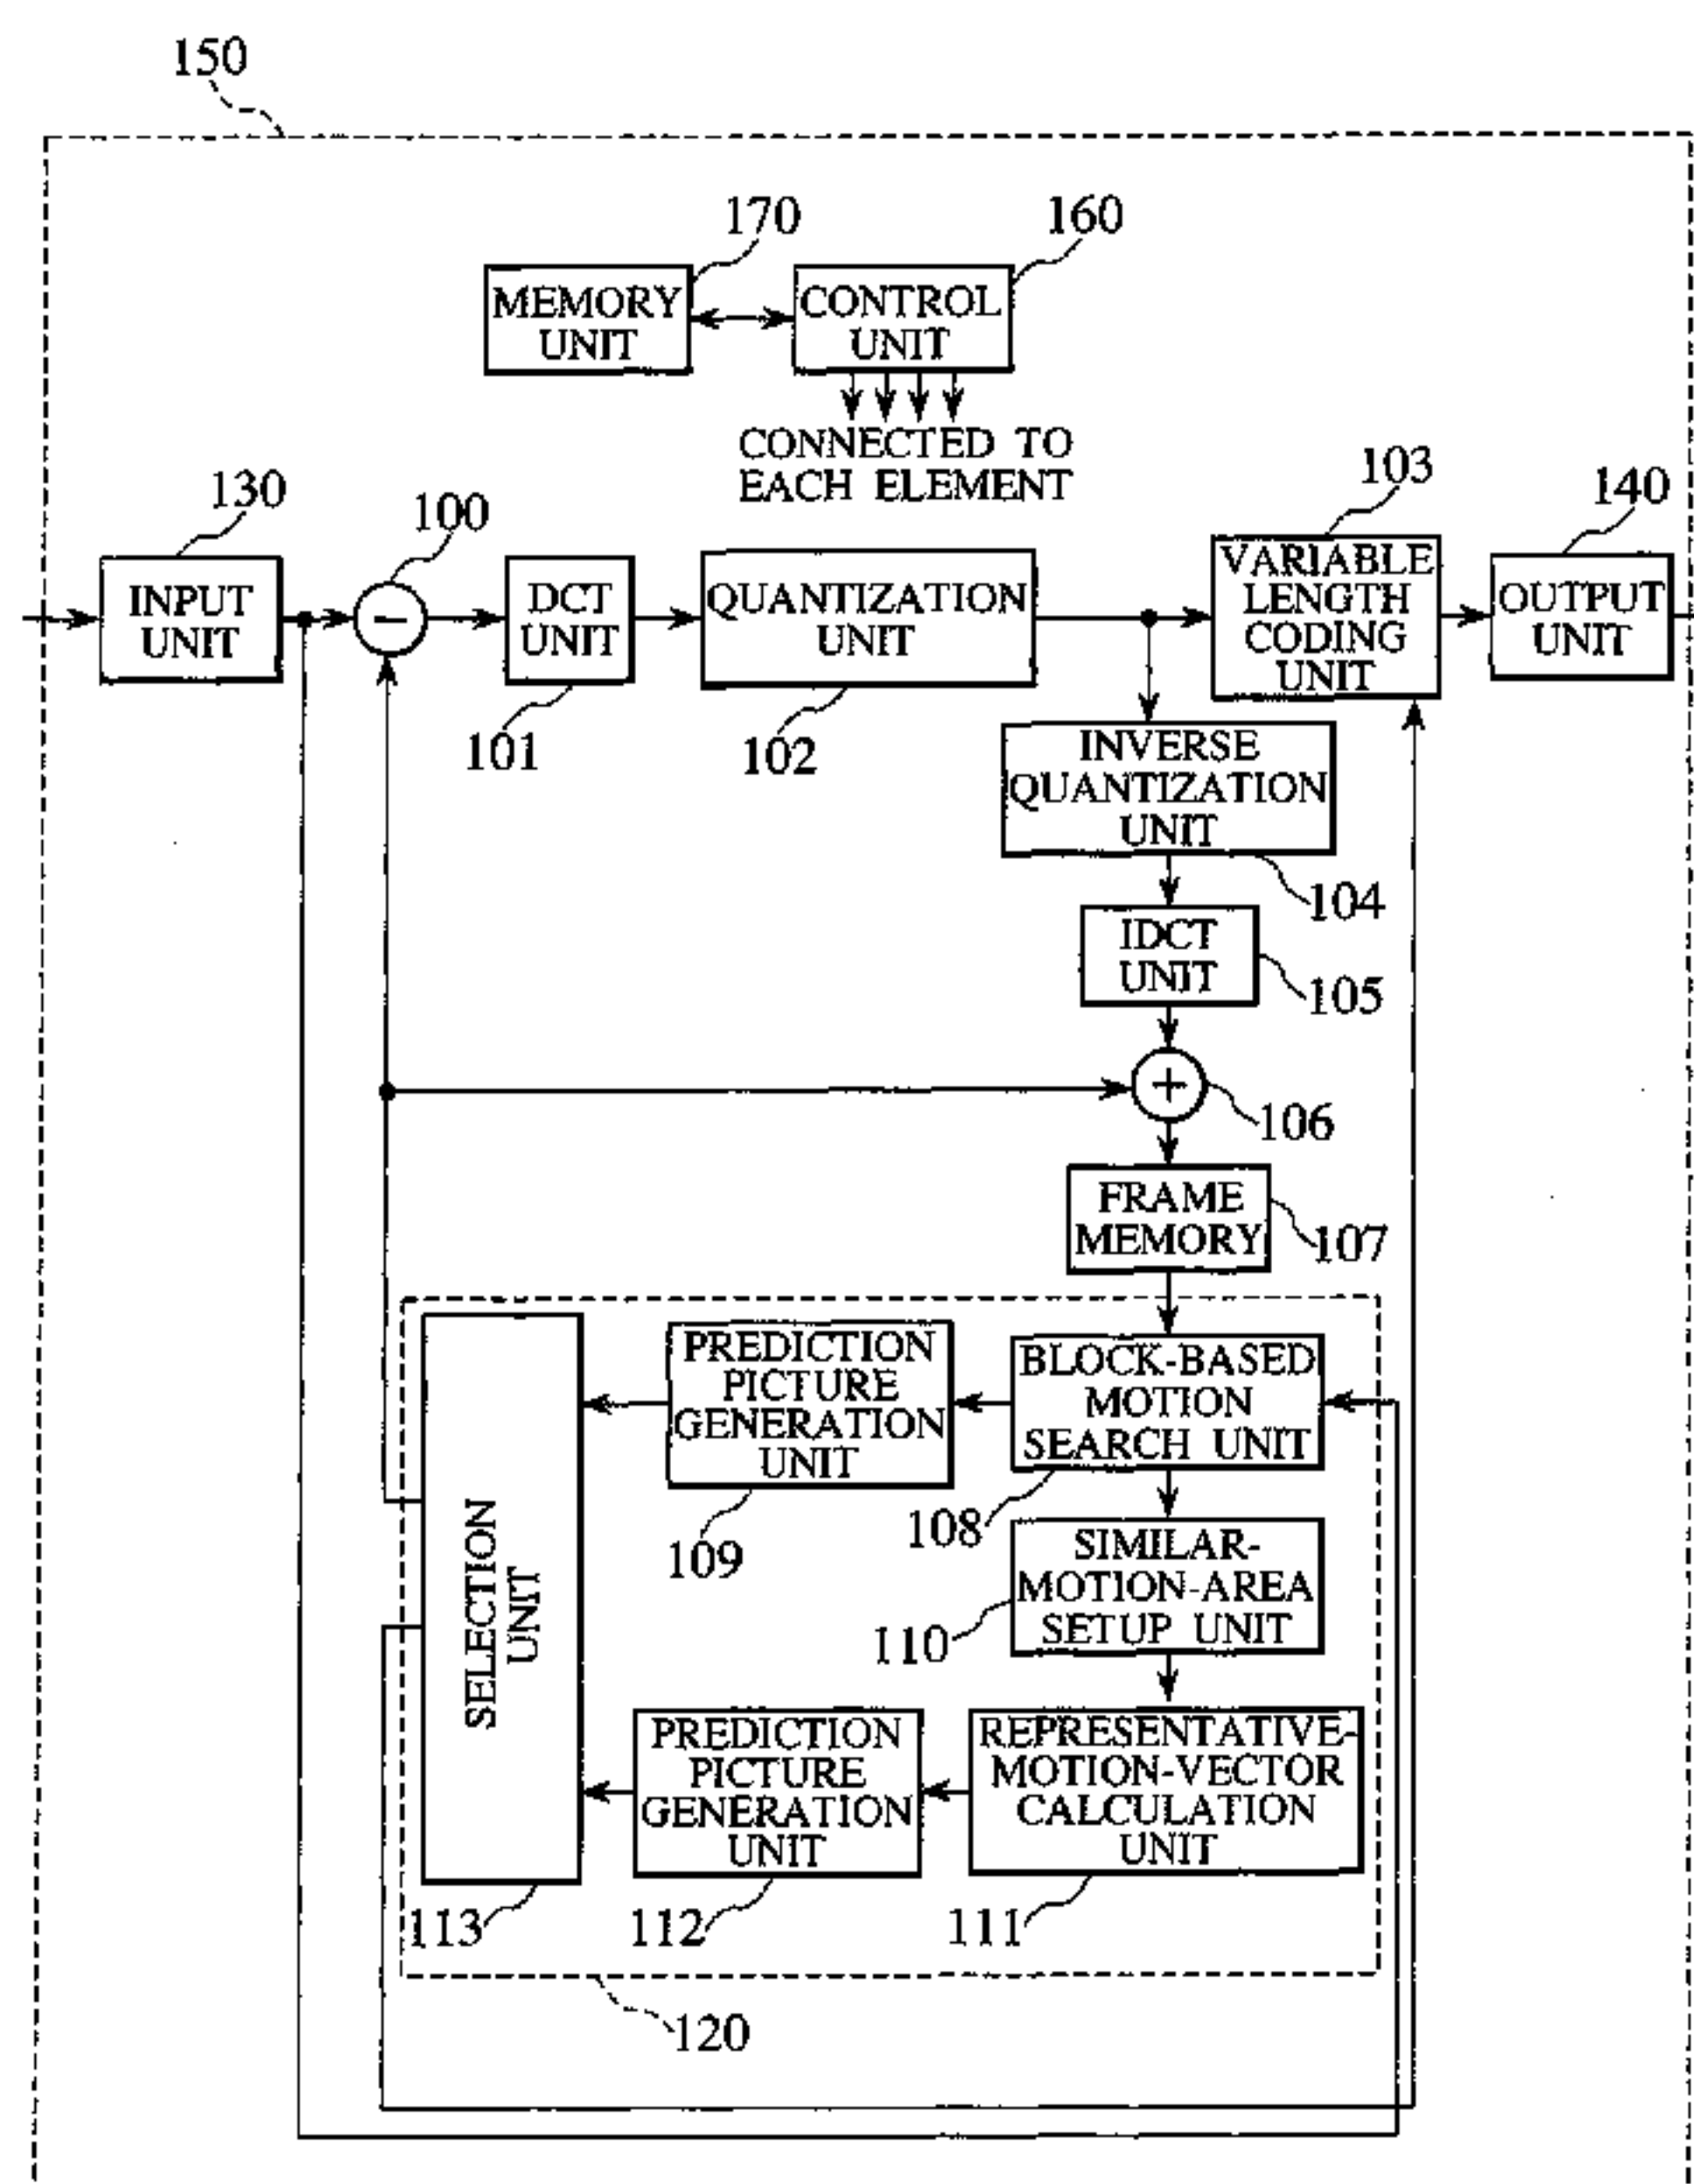 150
170
160
MEMORY
UNIT
CONTROL
UNIT
CONNECTED TO
EACH ELEMENT
130
100
103
140
INPUT
UNIT
DCT
UNIT
QUANTIZATION
UNIT
VARIABLE
LENGTH
CODING
UNIT
OUTPUT
UNIT
101
102
INVERSE
QUANTIZATION
UNIT
104
IDCT
UNIT
105
106
FRAME
MEMORY
107
PREDICTION
PICTURE
GENERATION
UNIT
109
BLOCK-BASED
MOTION
SEARCH UNIT
108
SELECTION
UNIT
SIMILAR-
MOTION-AREA
SETUP UNIT
110
PREDICTION
PICTURE
GENERATION
UNIT
REPRESENTATIVE-
MOTION-VECTOR
CALCULATION
UNIT
113
112
111
120